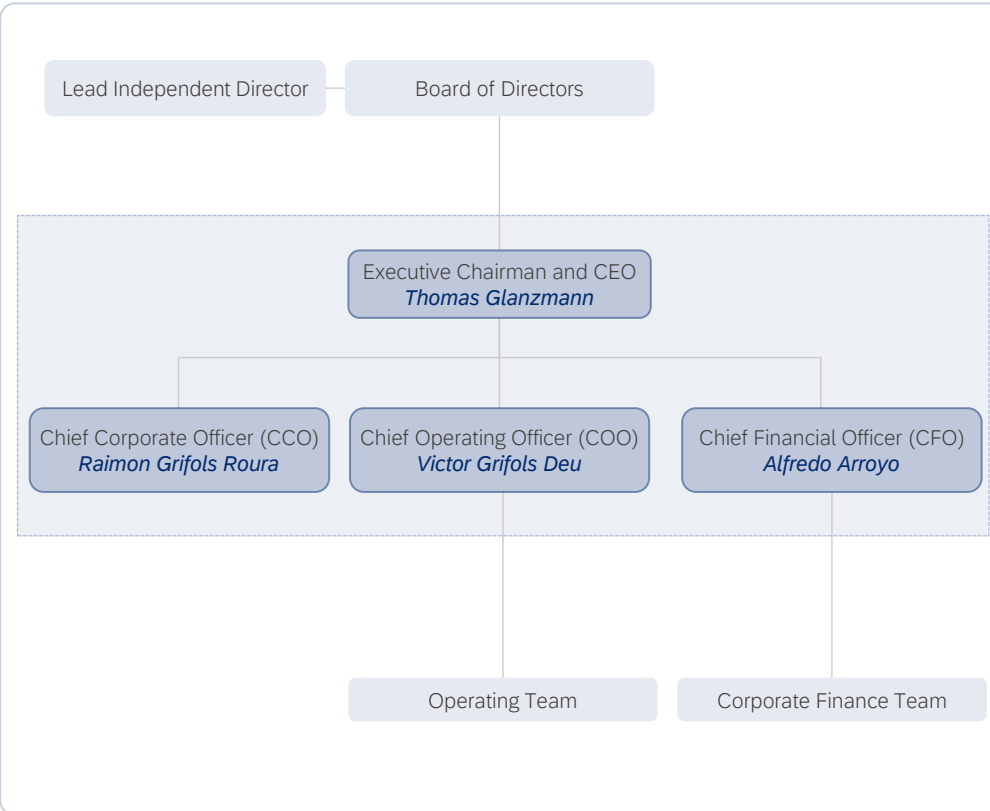 Lead Independent Director
Board of Directors
Executive Chairman and CEO
Thomas Glanzmann
Chief Corporate Officer (CCO)
Raimon Grifols Roura
Chief Operating Officer (COO)
Victor Grifols Deu
Chief Financial Officer (CFO)
Alfredo Arroyo
Operating Team
Corporate Finance Team